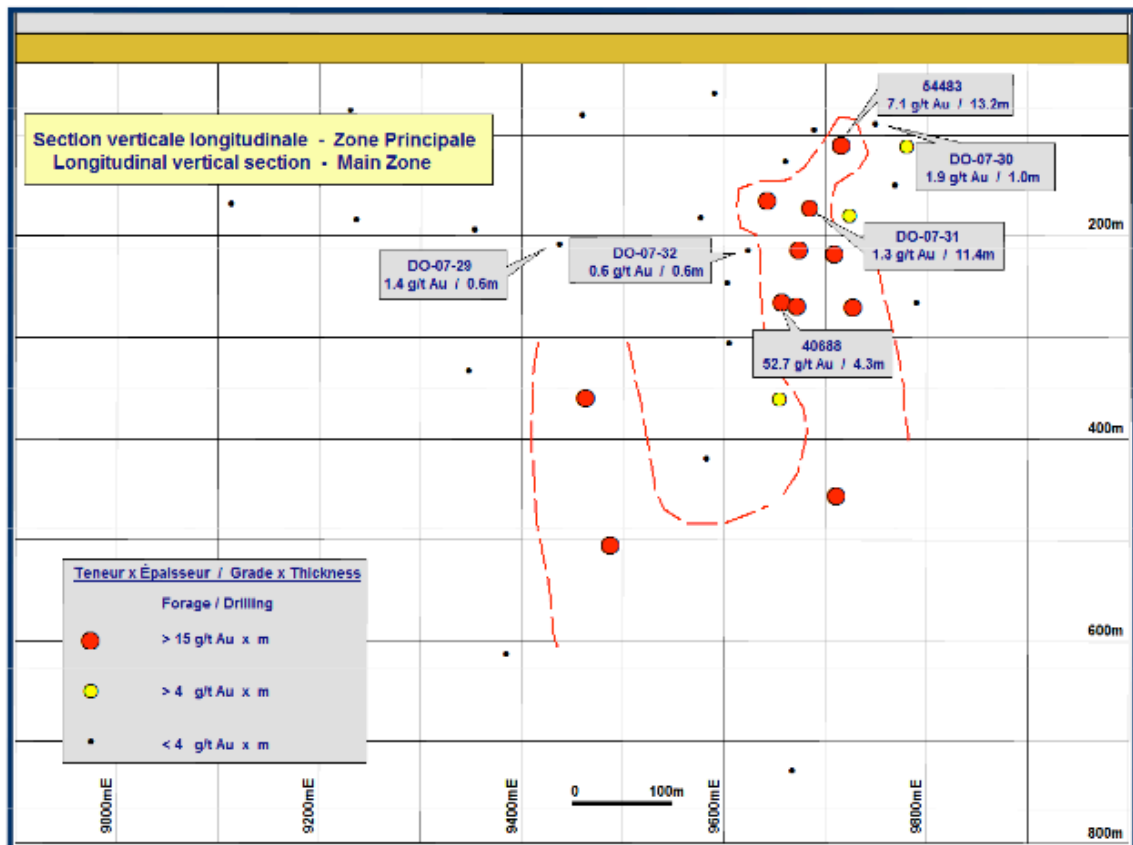 Section verticale longitudinale - Zone Principale
Longitudinal vertical section - Main Zone
54483
7.1 g/t Au / 13.2m
DO-07-30
1.9 g/t Au / 1.0m
200m
DO-07-31
1.3 g/t Au / 11.4m
DO-07-32
0.6 g/t Au / 0.6m
DO-07-29
1.4 g/t Au / 0.6m
40688
52.7 g/t Au / 4.3m
400m
Teneur x Épaisseur / Grade x Thickness
Forage / Drilling
> 15 g/t Au x m
> 4 g/t Au x m
< 4 g/t Au x m
600m
0 100m
9000mE
9200mE
9400mE
9600mE
9800mE
800m